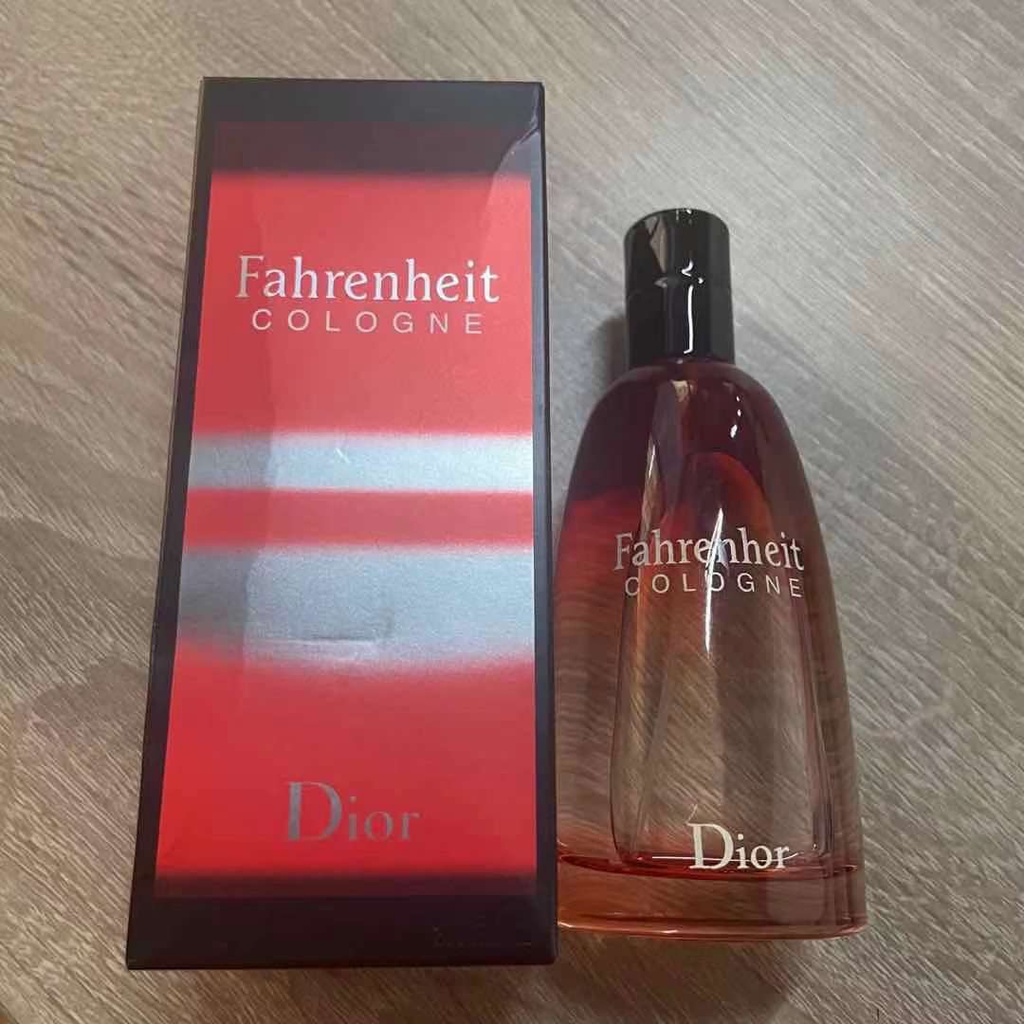 Fahrenheit
COLOGNE
Dior
Fahrenheit
COLOGNE
Dior